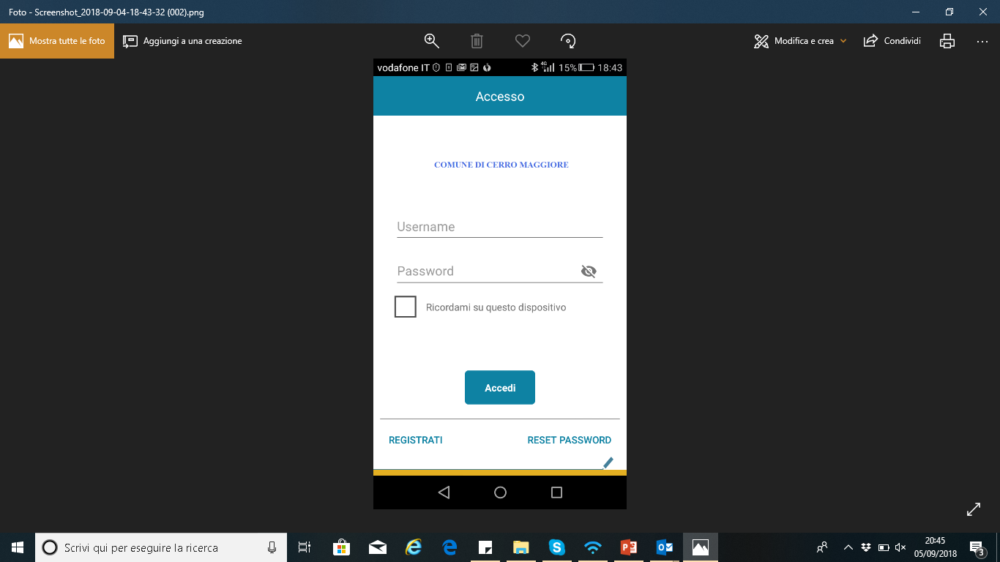 Foto - Screenshot_2018-09-04-18-43-32 (002).png
Mostra tutte le foto
Aggiungi a una creazione
Modifica e crea
Condividi
vodafone IT 4G 15% 18:43
Accesso
COMUNE DI CERRO MAGGIORE
Username
Password
Ricordami su questo dispositivo
Accedi
REGISTRATI
RESET PASSWORD
Scrivi qui per eseguire la ricerca
20:45
05/09/2018
3